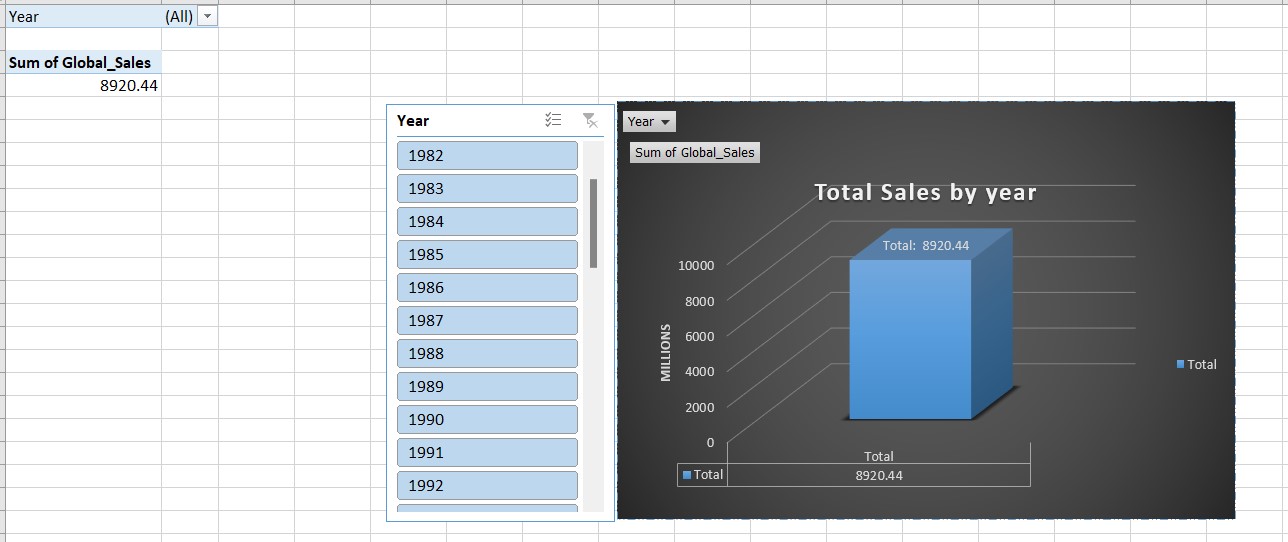 Year (All)
Sum of Global_Sales
8920.44
Year
1982
1983
1984
1985
1986
1987
1988
1989
1990
1991
1992
Year
Sum of Global_Sales
Total Sales by year
Total: 8920.44
10000
8000
6000
4000
2000
0
MILLIONS
Total
Total 8920.44
Total